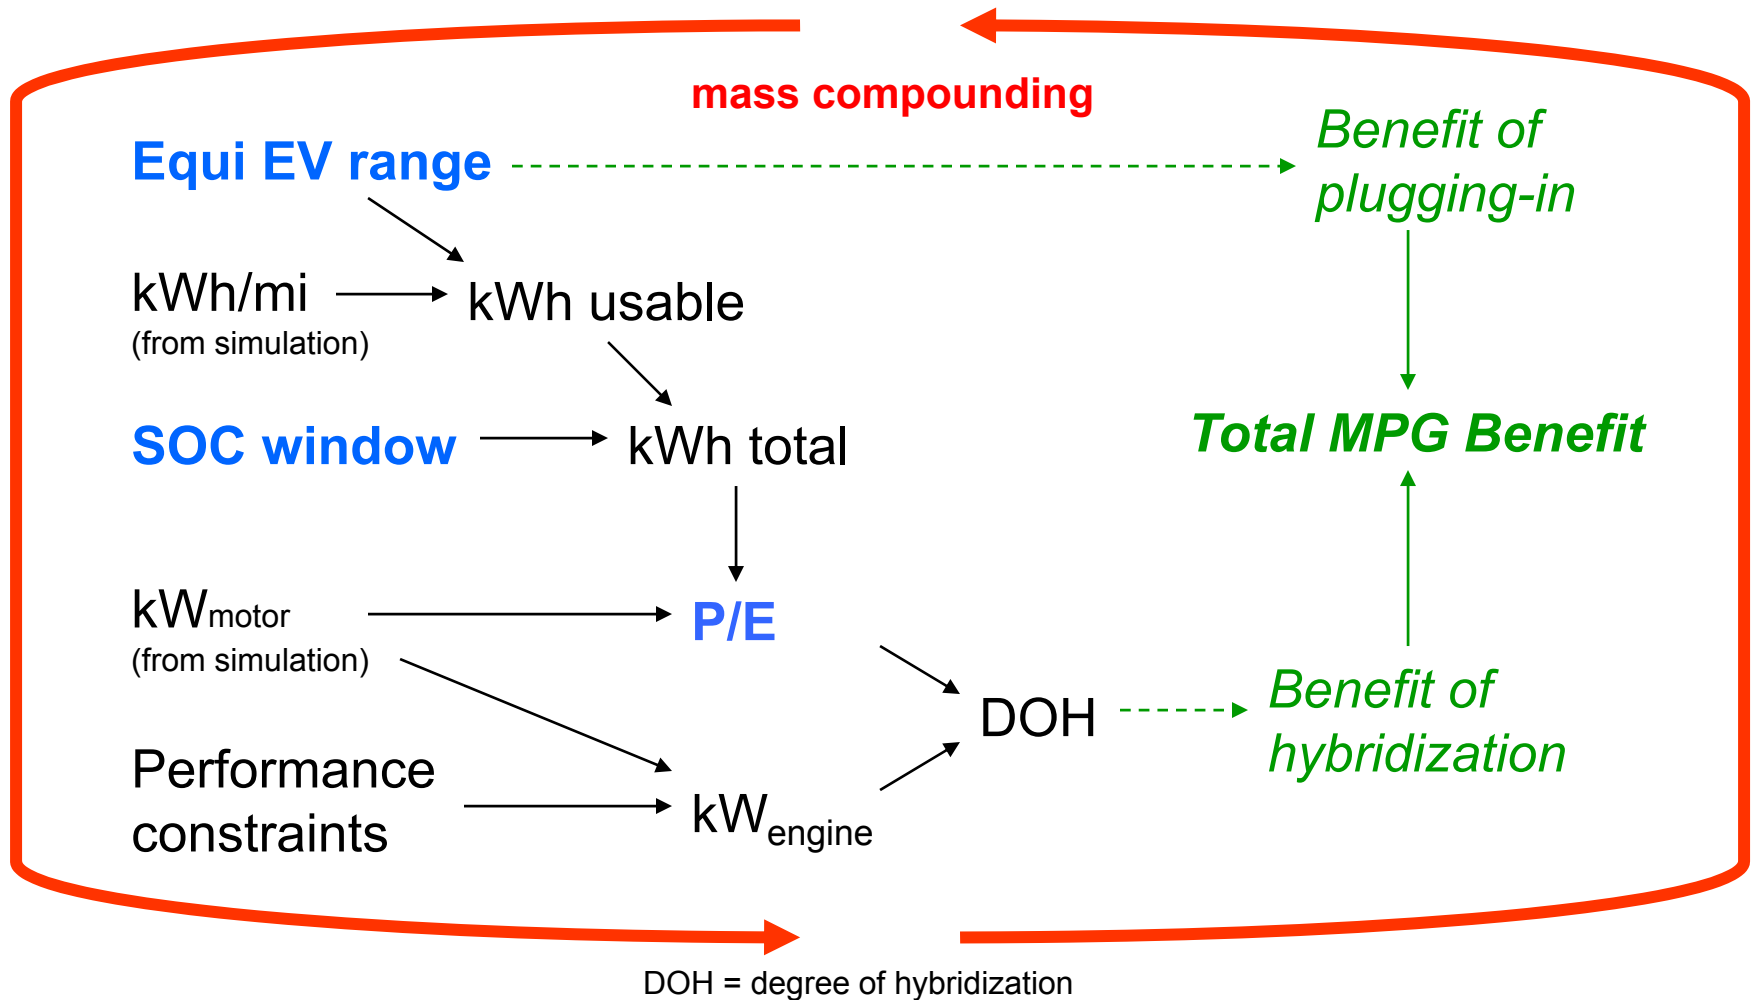 mass compounding
Equi EV range
Benefit of
plugging-in
kWh/mi
(from simulation)
kWh usable
SOC window
kWh total
Total MPG Benefit
kWmotor
(from simulation)
P/E
Benefit of
hybridization
DOH
Performance
constraints
kWengine
DOH = degree of hybridization